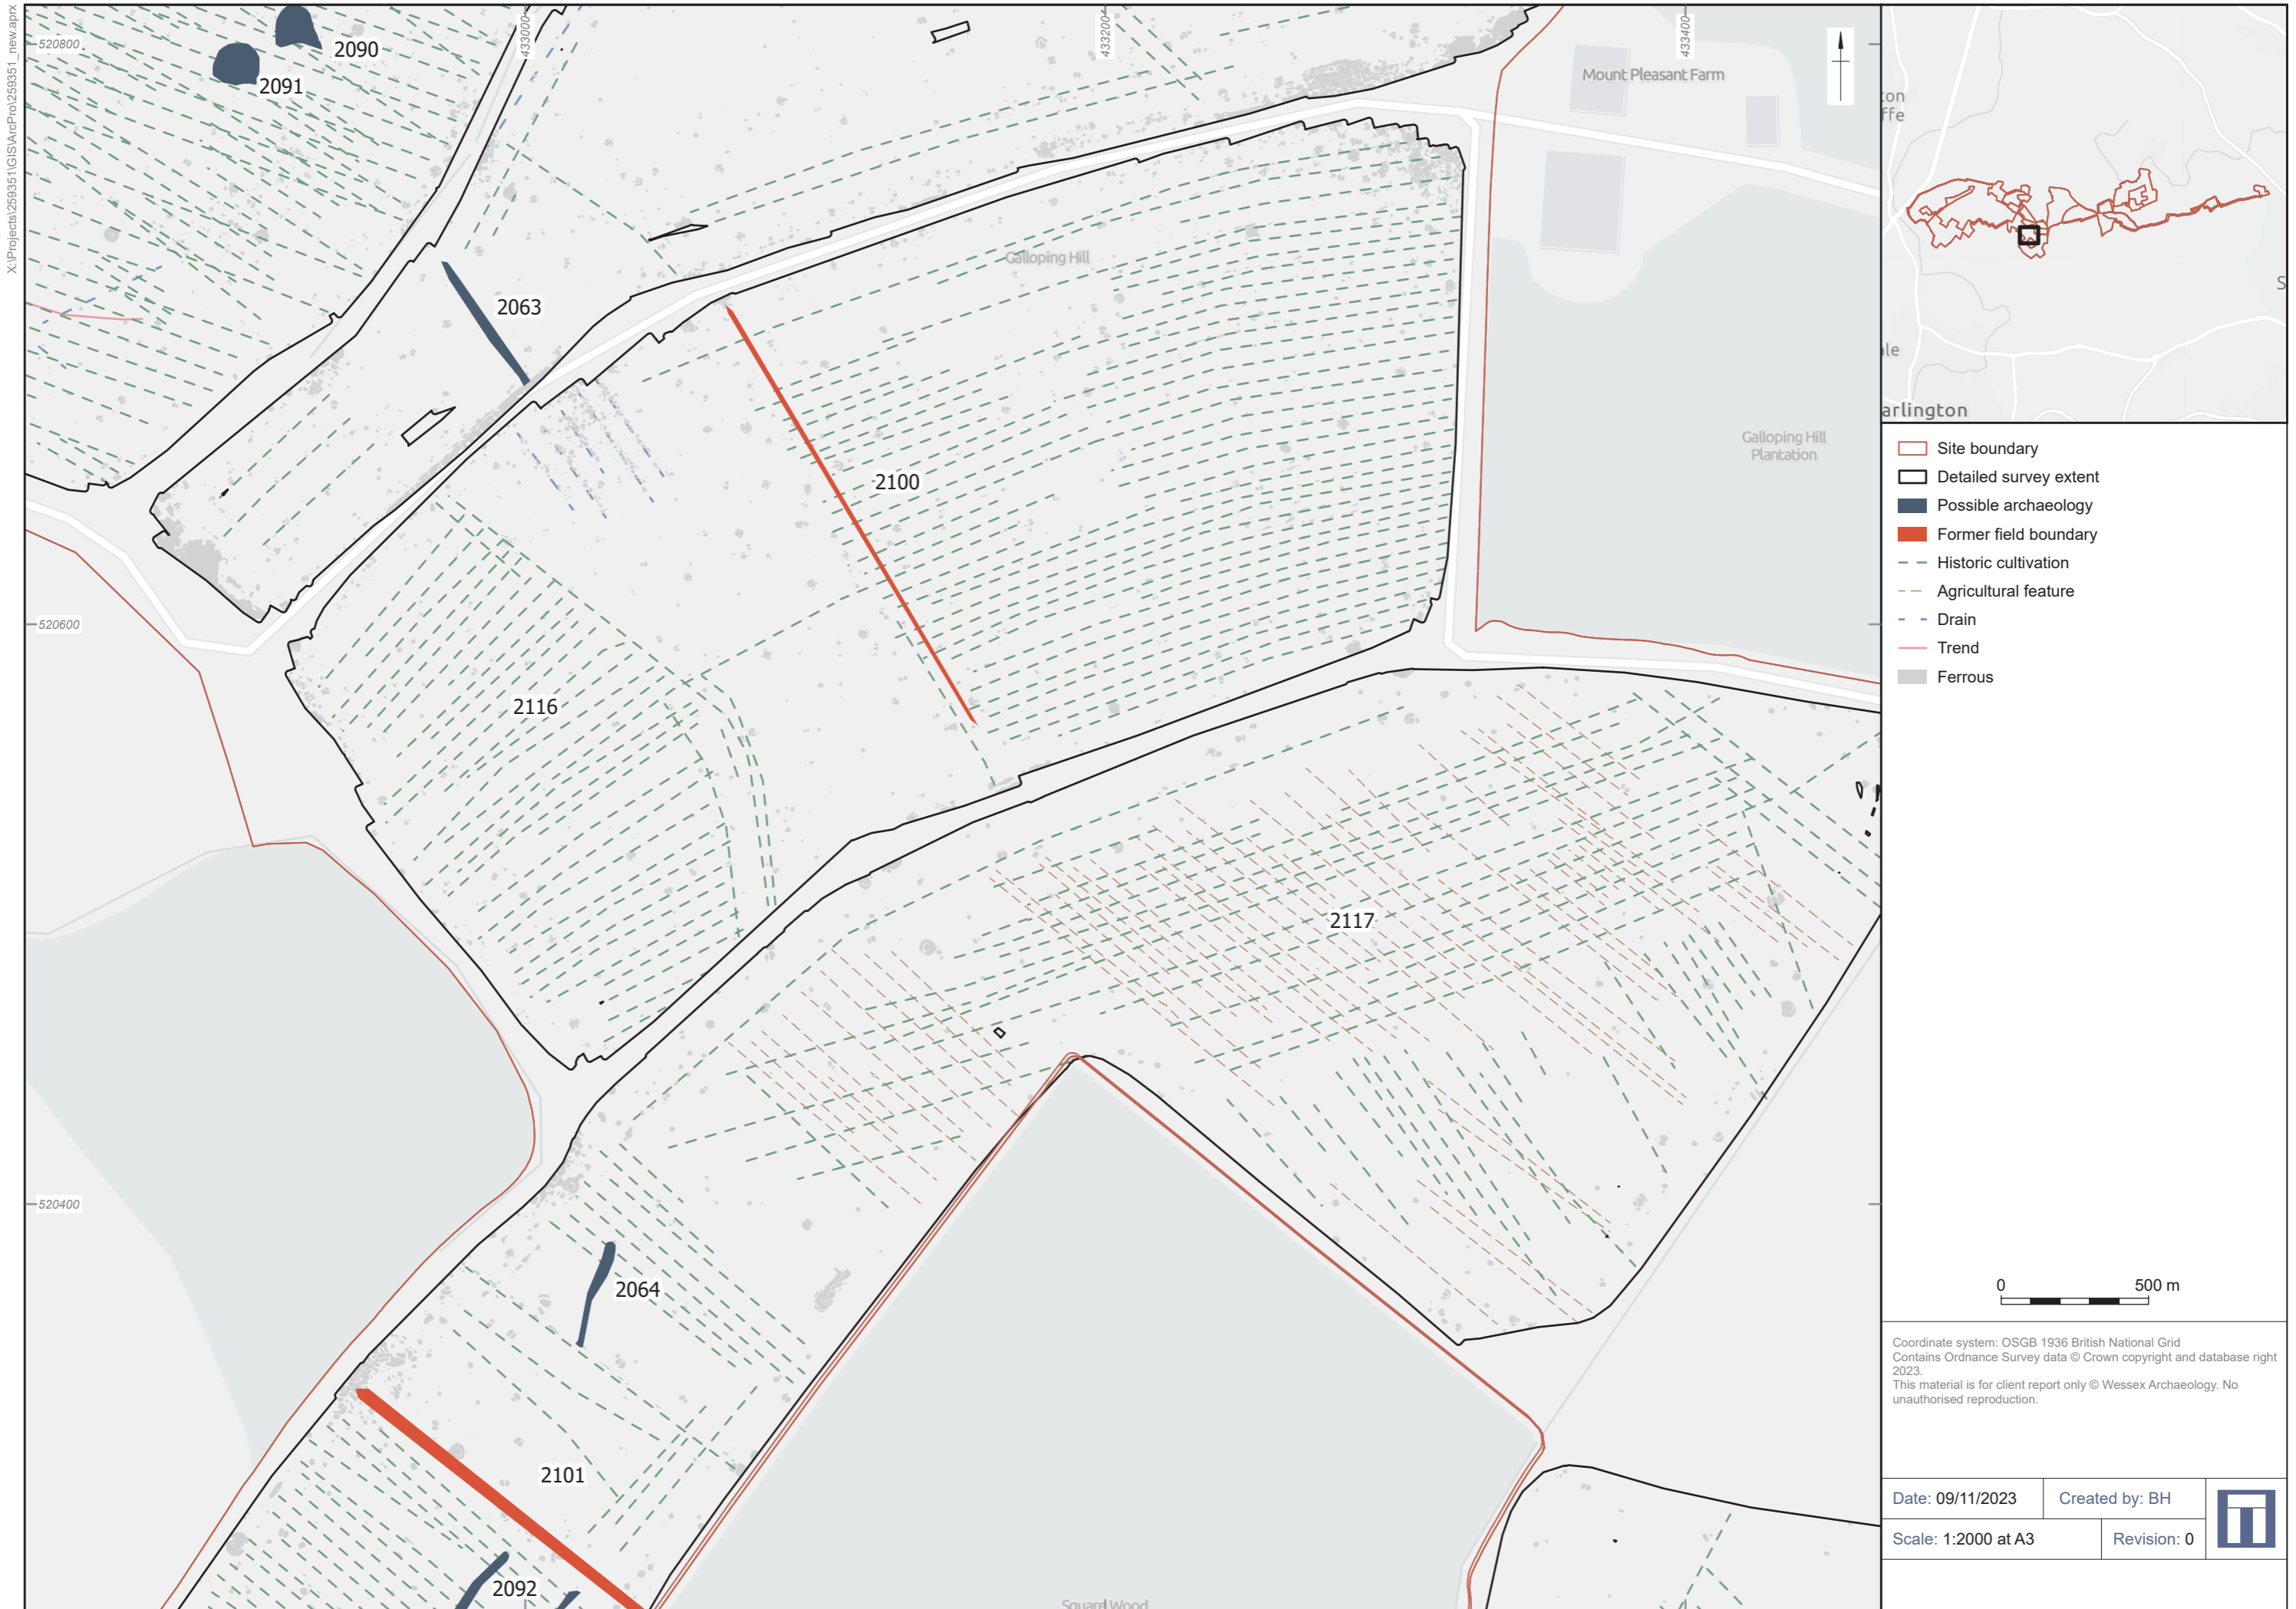 X:\Projects\259351\GIS\ArcPro\259351_new.aprx
520800
433000
433200
433400
2090
2091
Mount Pleasant Farm
Galloping Hill
2063
2100
Galloping Hill
Plantation
520600
2116
2117
520400
2064
2101
2092
Square Wood
ton
ffe
S
ale
arlington
Site boundary
Detailed survey extent
Possible archaeology
Former field boundary
Historic cultivation
Agricultural feature
Drain
Trend
Ferrous
0 500 m
Coordinate system: OSGB 1936 British National Grid
Contains Ordnance Survey data © Crown copyright and database right
2023.
This material is for client report only © Wessex Archaeology. No
unauthorised reproduction.
Date: 09/11/2023 Created by: BH
Scale: 1:2000 at A3 Revision: 0